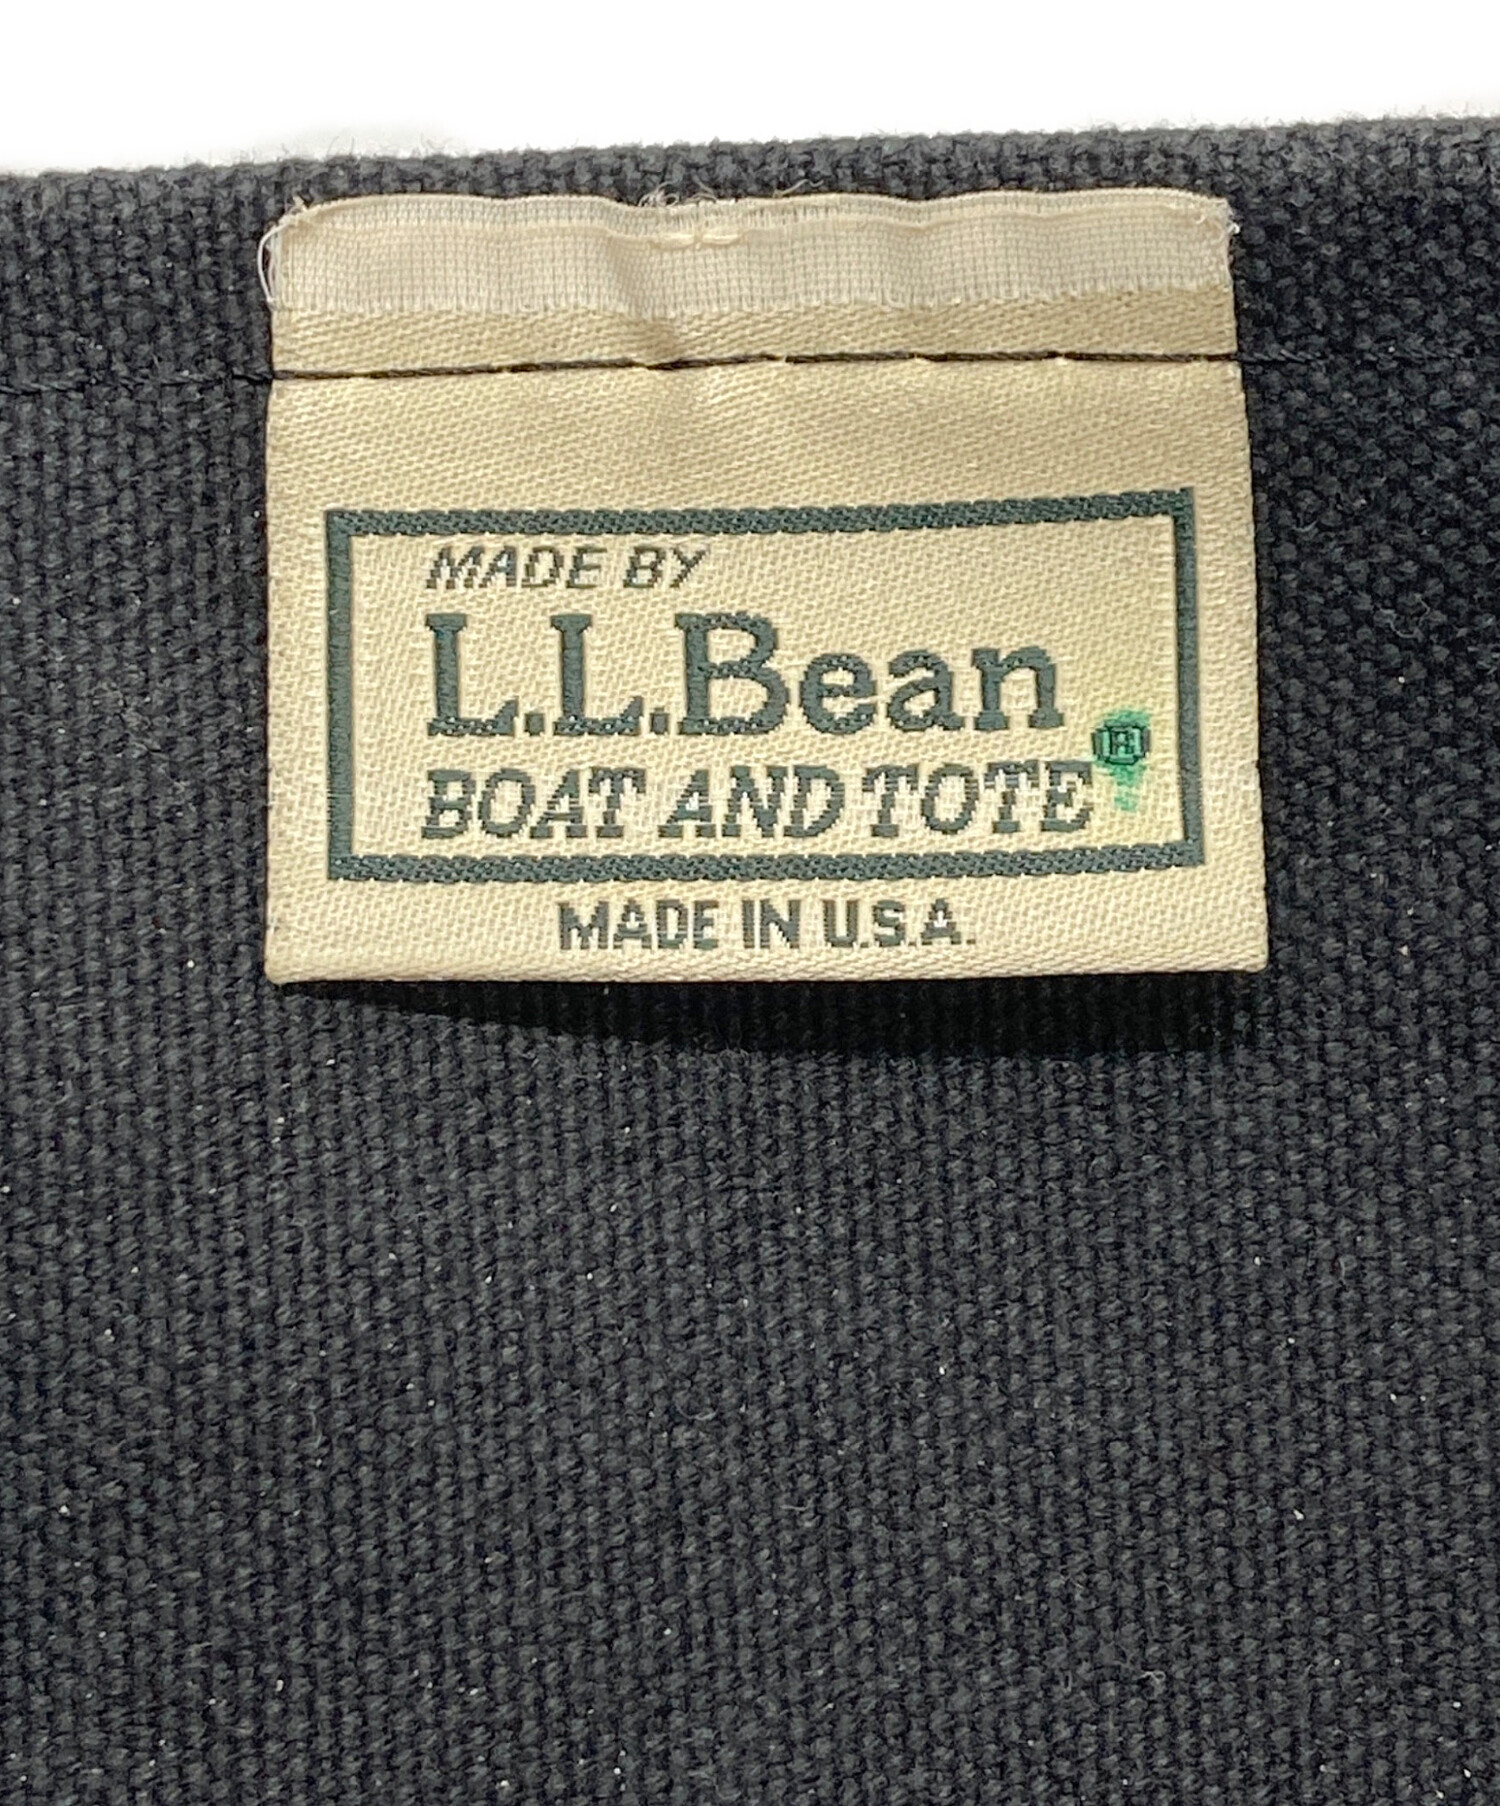 MADE BY
L.L.Bean
BOAT AND TOTE®
MADE IN U.S.A.